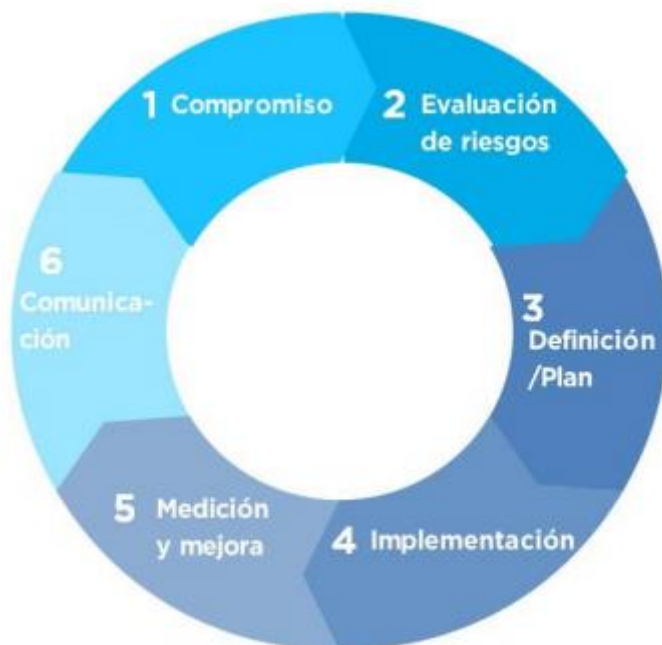 1 Compromiso
2 Evaluación
de riesgos
3
Definición
/Plan
4 Implementación
5 Medición
y mejora
6
Comunica-
ción